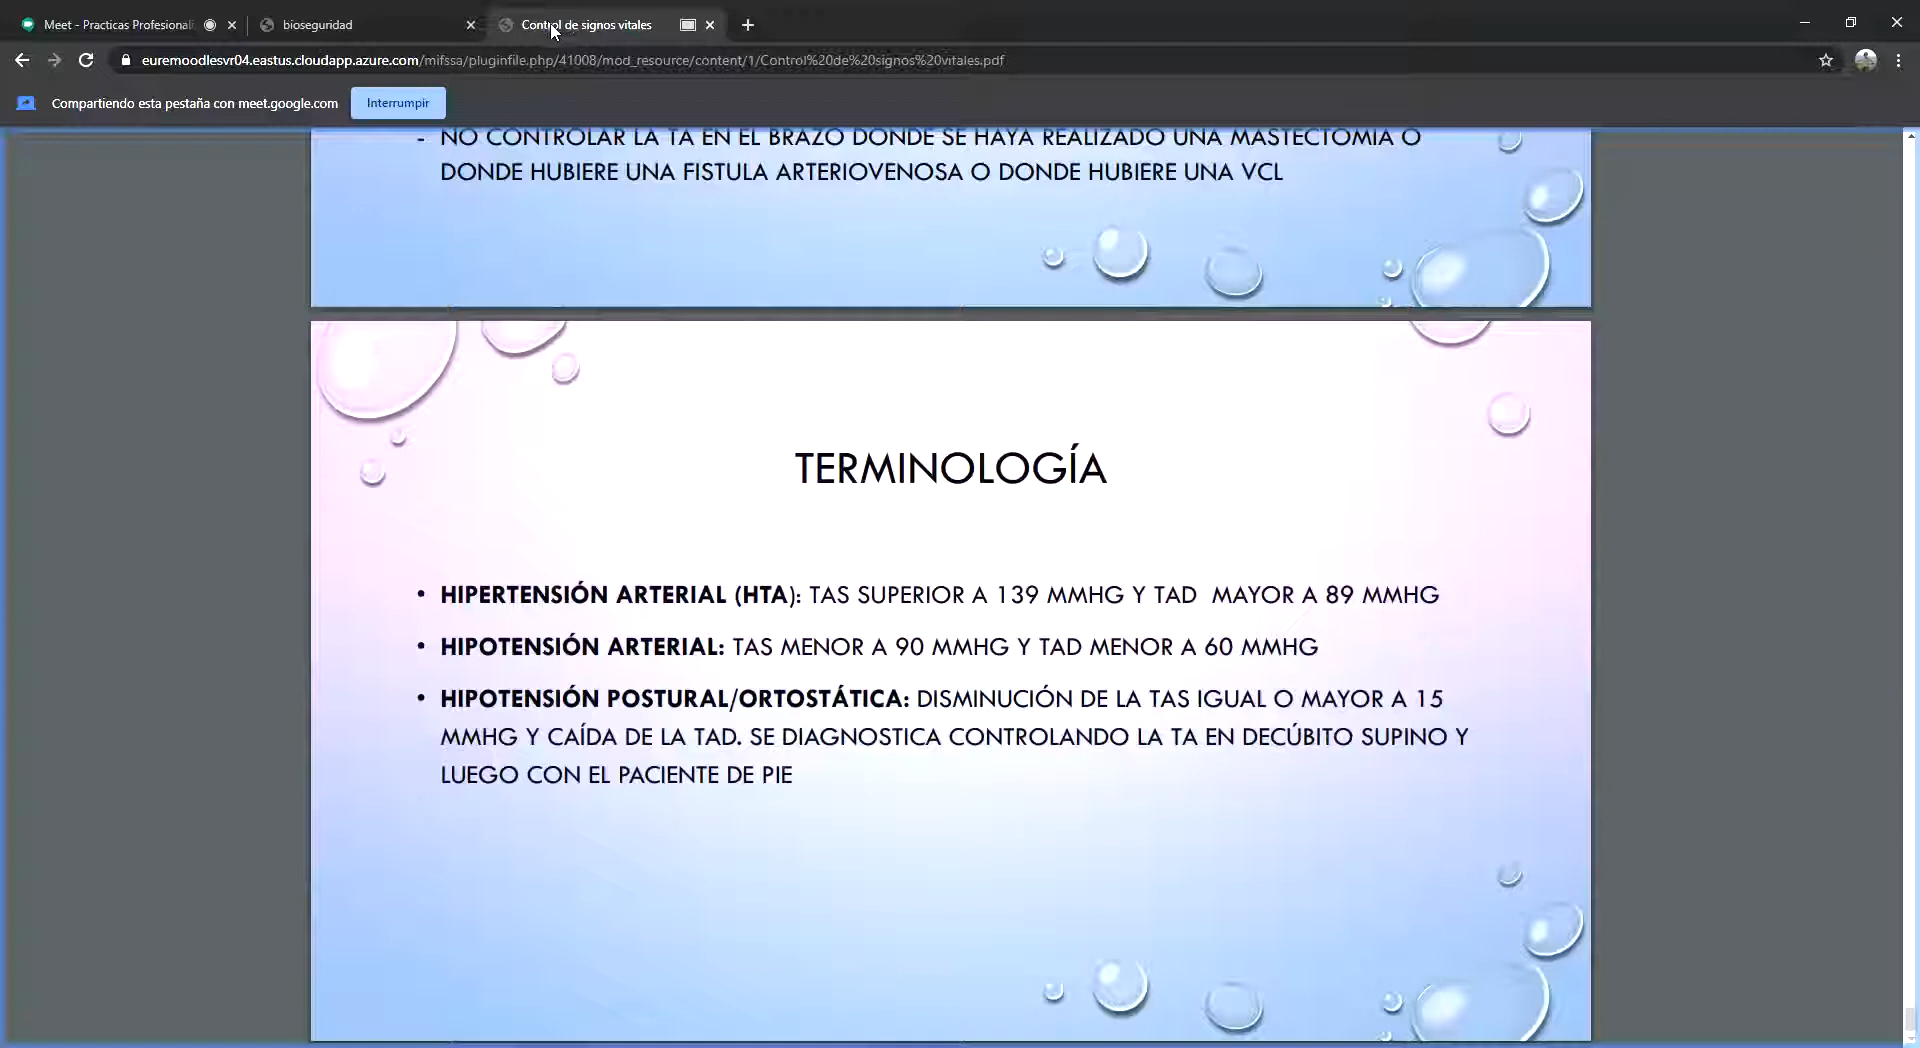 Meet - Practicas Profesional
bioseguridad
Control de signos vitales
euremoodlesvr04.eastus.cloudapp.azure.com/mifssa/pluginfile.php/41008/mod_resource/content/1/Control%20de%20signos%20vitales.pdf
Compartiendo esta pestaña con meet.google.com
Interrumpir
- NO CONTROLAR LA TA EN EL BRAZO DONDE SE HAYA REALIZADO UNA MASTECTOMIA O
DONDE HUBIERE UNA FISTULA ARTERIOVENOSA O DONDE HUBIERE UNA VCL
TERMINOLOGÍA
• HIPERTENSIÓN ARTERIAL (HTA): TAS SUPERIOR A 139 MMHG Y TAD MAYOR A 89 MMHG
• HIPOTENSIÓN ARTERIAL: TAS MENOR A 90 MMHG Y TAD MENOR A 60 MMHG
• HIPOTENSIÓN POSTURAL/ORTOSTÁTICA: DISMINUCIÓN DE LA TAS IGUAL O MAYOR A 15
MMHG Y CAÍDA DE LA TAD. SE DIAGNOSTICA CONTROLANDO LA TA EN DECÚBITO SUPINO Y
LUEGO CON EL PACIENTE DE PIE